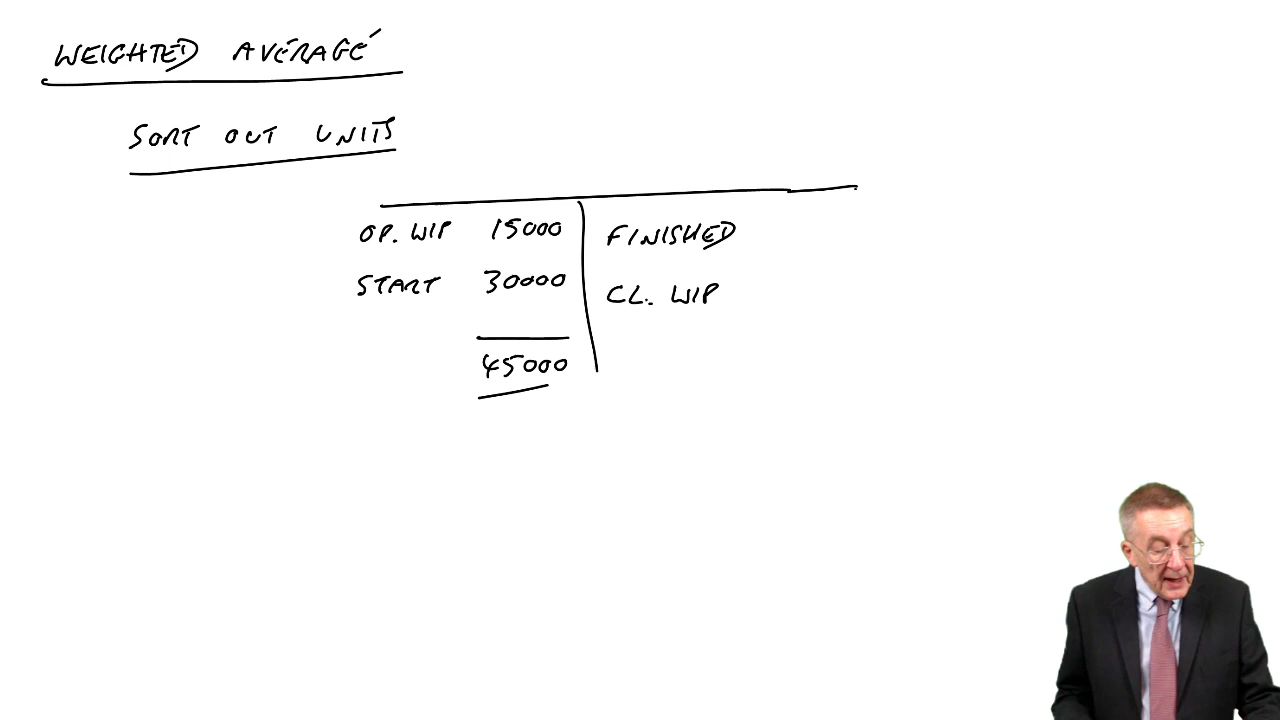 WEIGHTED AVERAGE
SORT OUT UNITS
OP. WIP 15000 FINISHED
START 30000 CL. WIP
45000